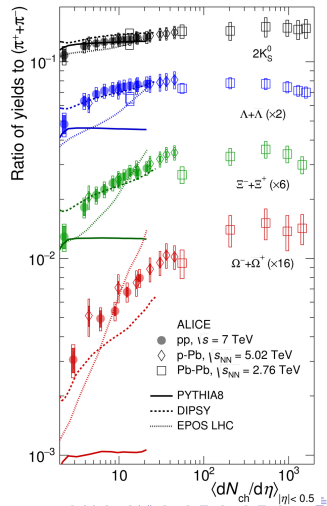 Ratio of yields to (π⁺+π⁻)
10⁻¹
10⁻²
10⁻³
2K⁰S
Λ+Λ̅ (×2)
Ξ⁻+Ξ̅⁺ (×6)
Ω⁻+Ω̅⁺ (×16)
ALICE
pp, √s = 7 TeV
p-Pb, √sNN = 5.02 TeV
Pb-Pb, √sNN = 2.76 TeV
PYTHIA8
DIPSY
EPOS LHC
10
10²
10³
⟨dNch/dη⟩|η|< 0.5